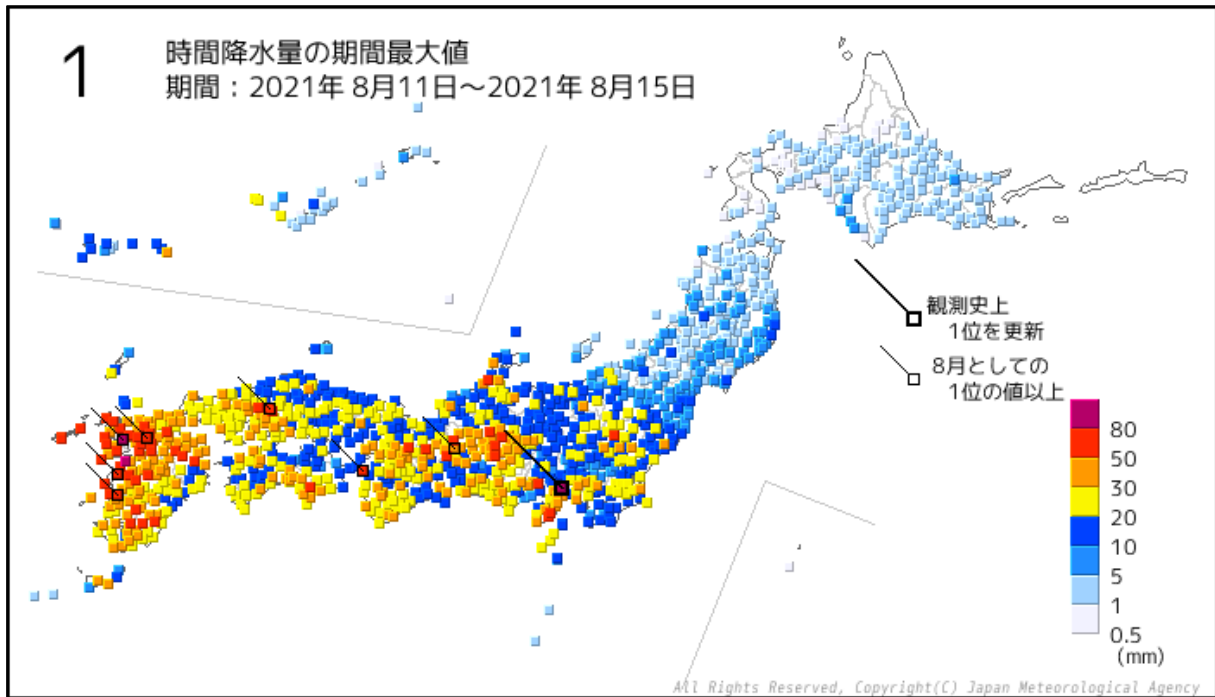 1
時間降水量の期間最大値
期間：2021年 8月11日～2021年 8月15日
観測史上
1位を更新
8月としての
1位の値以上
80
50
30
20
10
5
1
0.5
(mm)
All Rights Reserved, Copyright(C) Japan Meteorological Agency